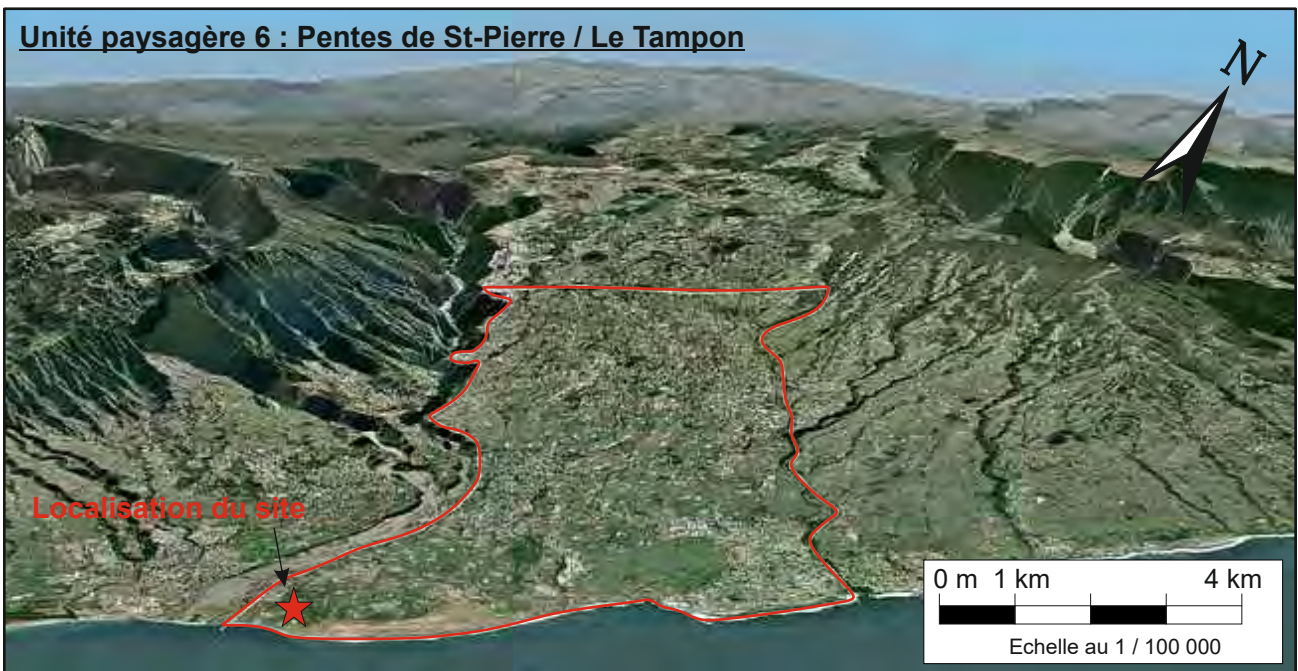 Unité paysagère 6 : Pentes de St-Pierre / Le Tampon
N
Localisation du site
0 m 1 km 4 km
Echelle au 1 / 100 000